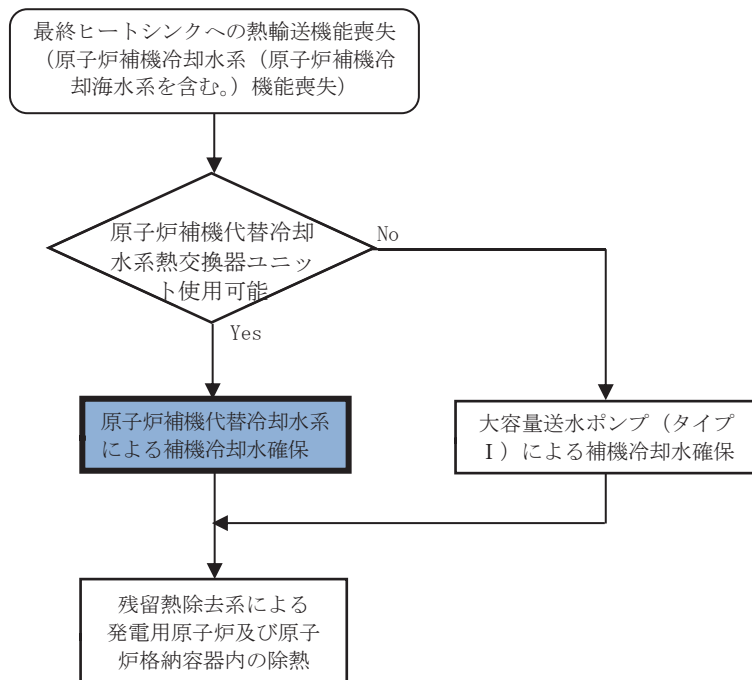 最終ヒートシンクへの熱輸送機能喪失
（原子炉補機冷却水系（原子炉補機冷
却海水系を含む。）機能喪失）
原子炉補機代替冷却
水系熱交換器ユニッ
ト使用可能
No
Yes
原子炉補機代替冷却水系
による補機冷却水確保
大容量送水ポンプ（タイプ
Ⅰ）による補機冷却水確保
残留熱除去系による
発電用原子炉及び原子
炉格納容器内の除熱